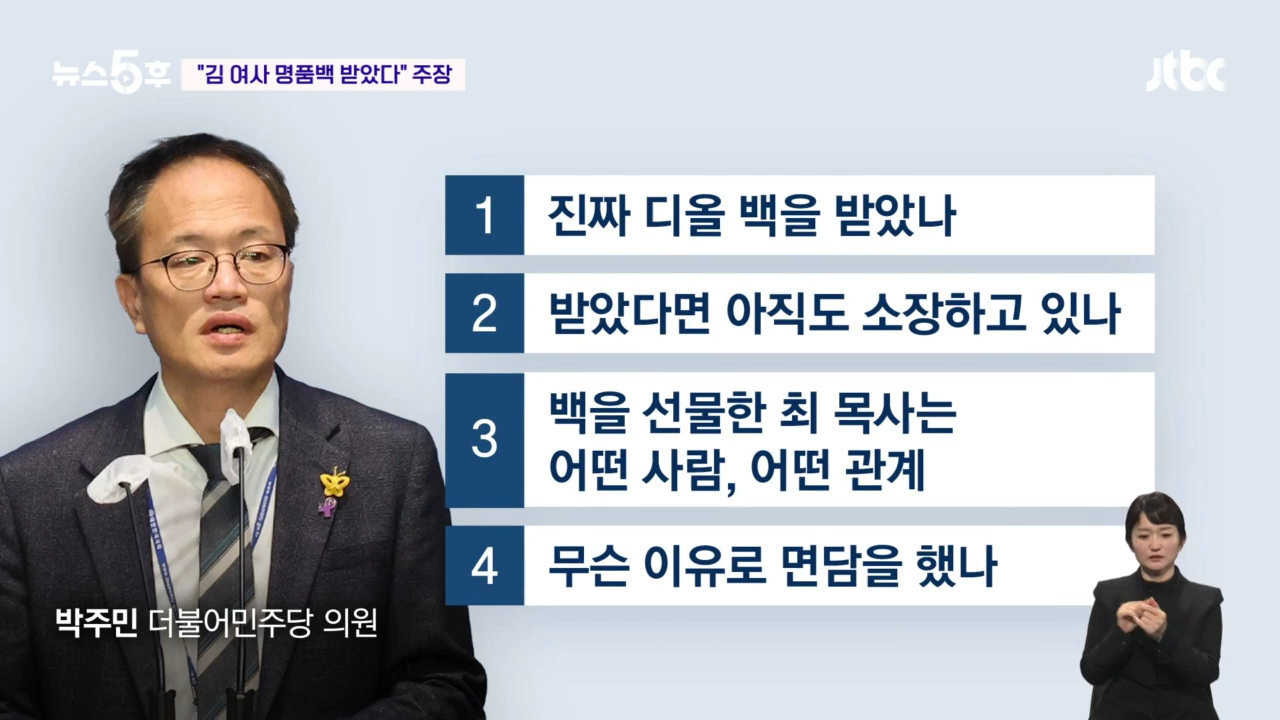 뉴스5후
"김 여사 명품백 받았다" 주장
jtbc
1
진짜 디올 백을 받았나
2
받았다면 아직도 소장하고 있나
3
백을 선물한 최 목사는
어떤 사람, 어떤 관계
4
무슨 이유로 면담을 했나
박주민 더불어민주당 의원